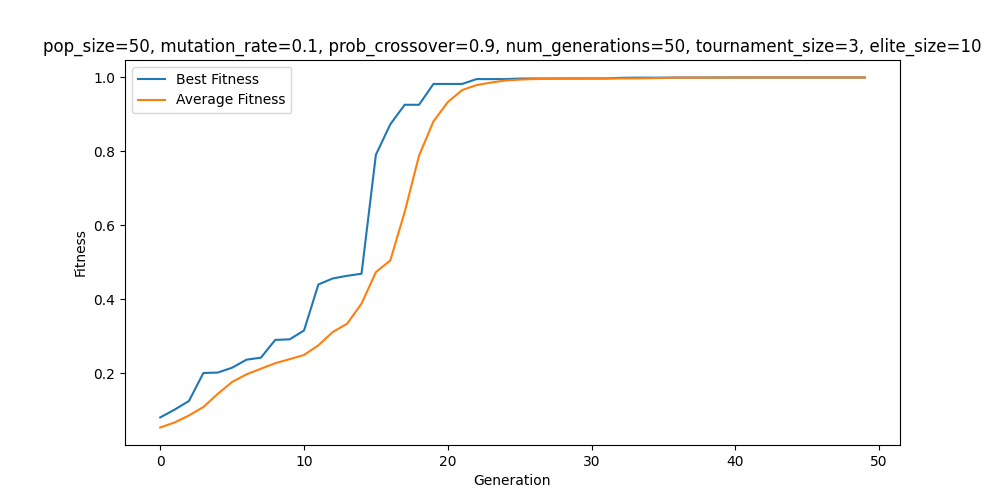 pop_size=50, mutation_rate=0.1, prob_crossover=0.9, num_generations=50, tournament_size=3, elite_size=10
Best Fitness
Average Fitness
1.0
0.8
0.6
0.4
0.2
Fitness
0 10 20 30 40 50
Generation